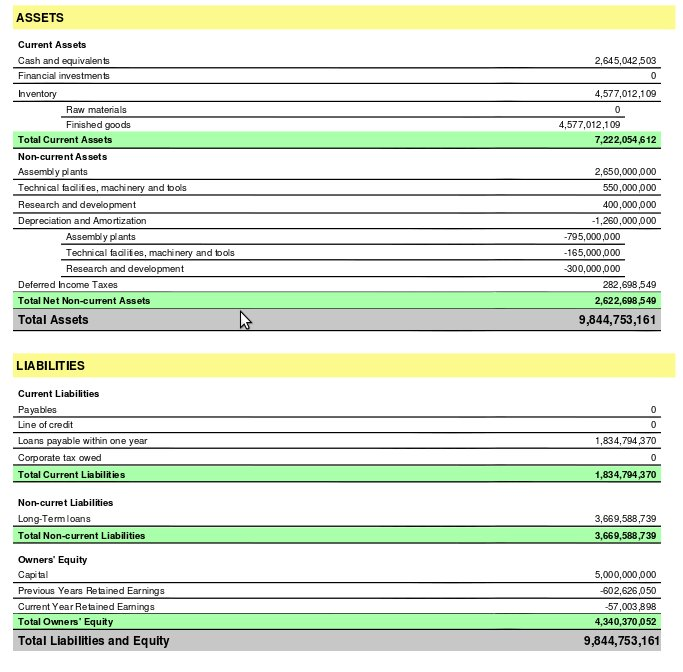 ASSETS
Current Assets
Cash and equivalents 2,645,042,503
Financial investments 0
Inventory 4,577,012,109
Raw materials 0
Finished goods 4,577,012,109
Total Current Assets 7,222,054,612
Non-current Assets
Assembly plants 2,650,000,000
Technical facilities, machinery and tools 550,000,000
Research and development 400,000,000
Depreciation and Amortization -1,260,000,000
Assembly plants -795,000,000
Technical facilities, machinery and tools -165,000,000
Research and development -300,000,000
Deferred Income Taxes 282,698,549
Total Net Non-current Assets 2,622,698,549
Total Assets 9,844,753,161
LIABILITIES
Current Liabilities
Payables 0
Line of credit 0
Loans payable within one year 1,834,794,370
Corporate tax owed 0
Total Current Liabilities 1,834,794,370
Non-curret Liabilities
Long-Term loans 3,669,588,739
Total Non-current Liabilities 3,669,588,739
Owners' Equity
Capital 5,000,000,000
Previous Years Retained Earnings -602,626,050
Current Year Retained Earnings -57,003,898
Total Owners' Equity 4,340,370,052
Total Liabilities and Equity 9,844,753,161